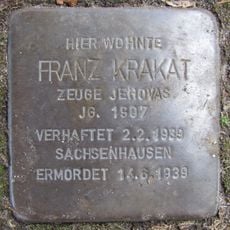 HIER WOHNTE
FRANZ KRAKAT
ZEUGE JEHOVAS
JG. 1907
VERHAFTET 2.2.1939
SACHSENHAUSEN
ERMORDET 14.6.1939